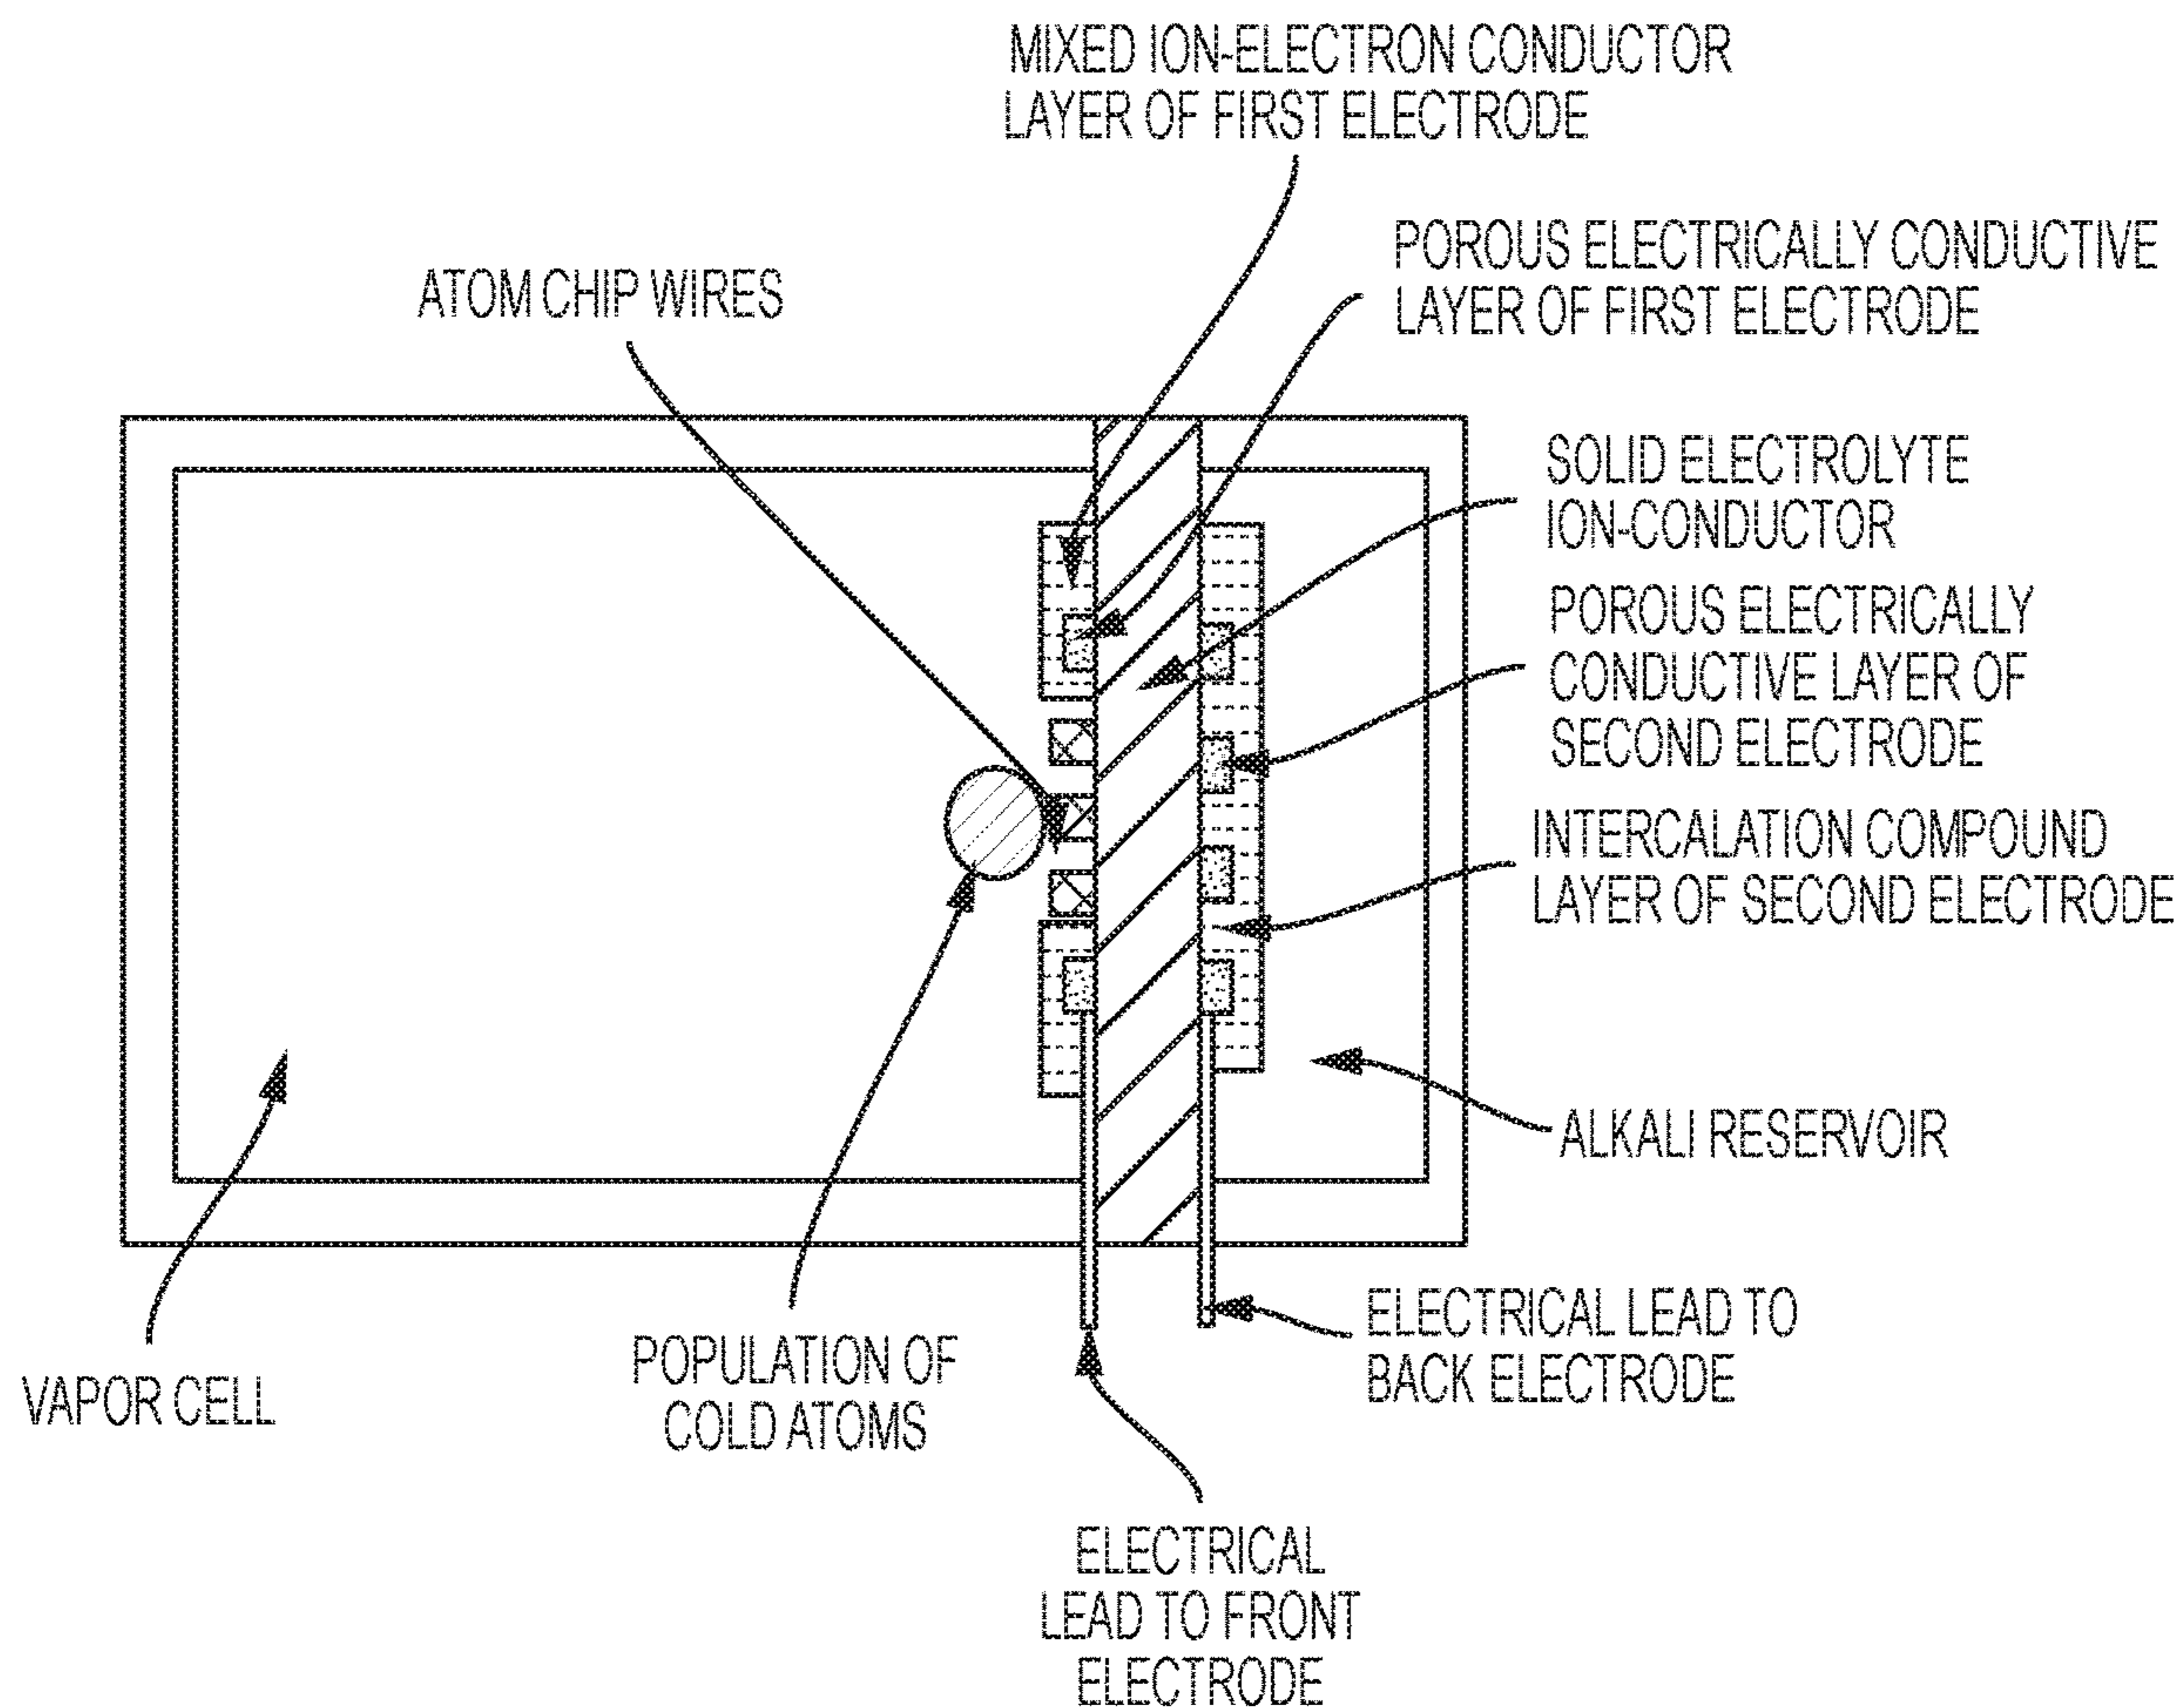 MIXED ION-ELECTRON CONDUCTOR
LAYER OF FIRST ELECTRODE
POROUS ELECTRICALLY CONDUCTIVE
LAYER OF FIRST ELECTRODE
ATOM CHIP WIRES
SOLID ELECTROLYTE
ION-CONDUCTOR
POROUS ELECTRICALLY
CONDUCTIVE LAYER OF
SECOND ELECTRODE
INTERCALATION COMPOUND
LAYER OF SECOND ELECTRODE
ALKALI RESERVOIR
ELECTRICAL LEAD TO
BACK ELECTRODE
POPULATION OF
COLD ATOMS
VAPOR CELL
ELECTRICAL
LEAD TO FRONT
ELECTRODE